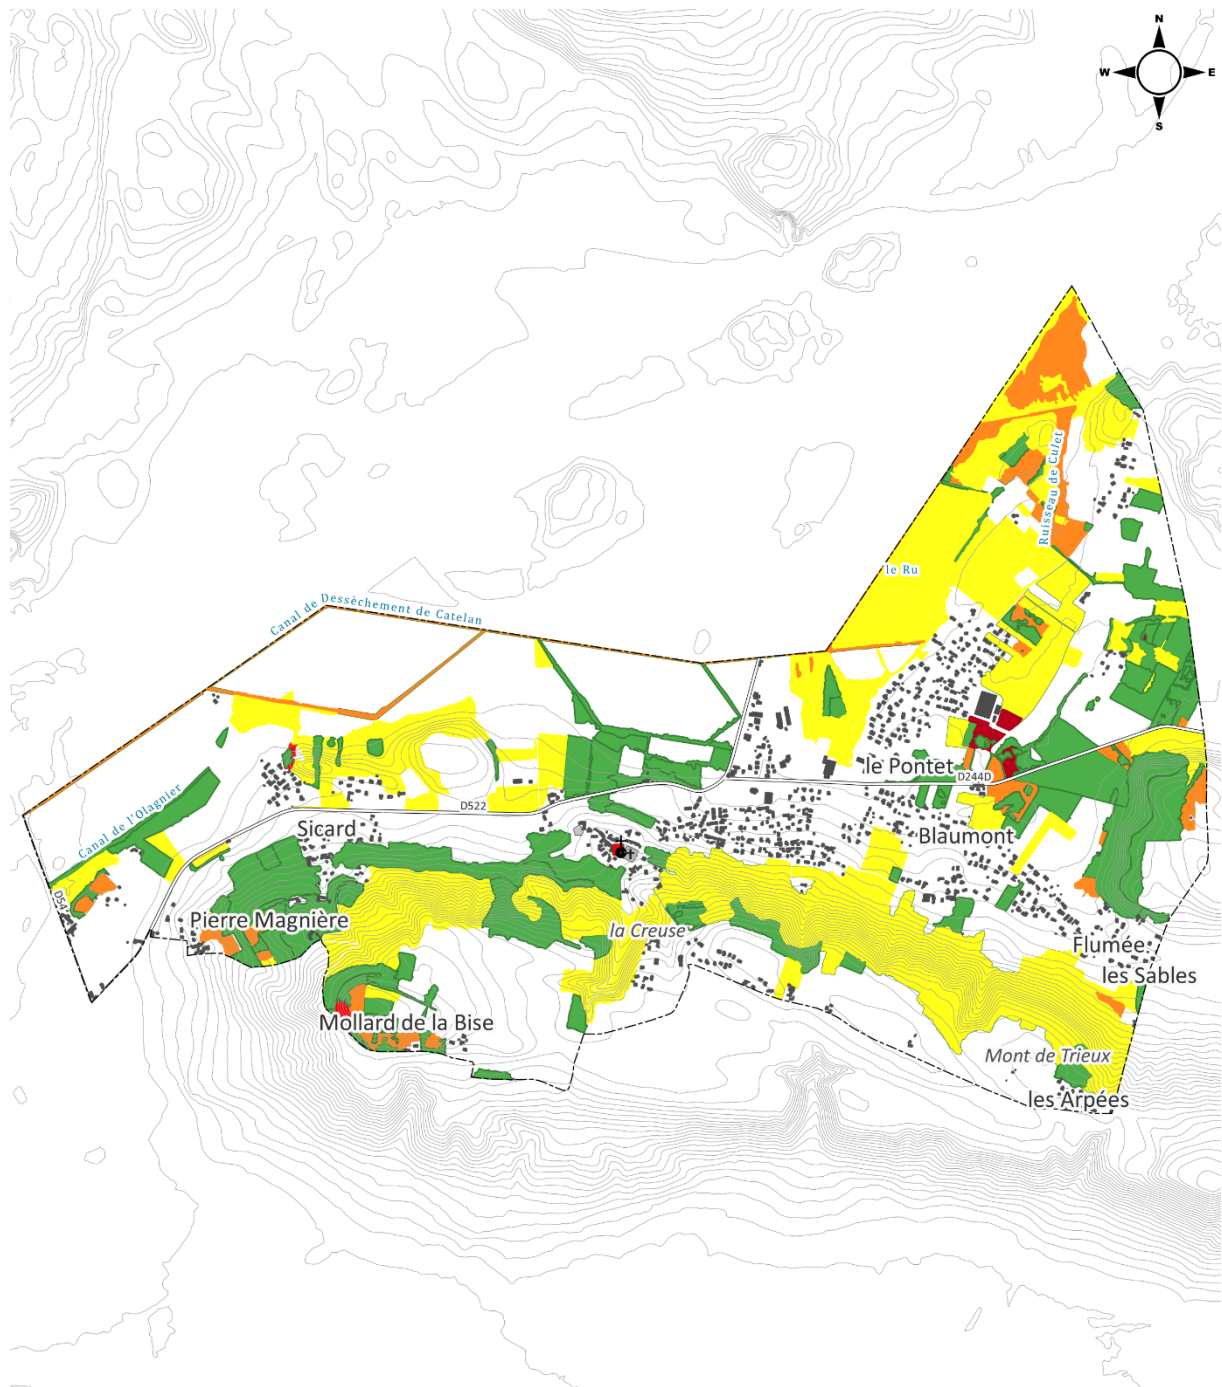 N
W E
S
Ruisseau de Culet
le Ru
Canal de Dessèchement de Catelan
le Pontet
D244D
Canal de l'Olagnier
D522
Sicard
Blaumont
Pierre Magnière
la Creuse
Flumée
les Sables
Mollard de la Bise
Mont de Trieux
les Arpées